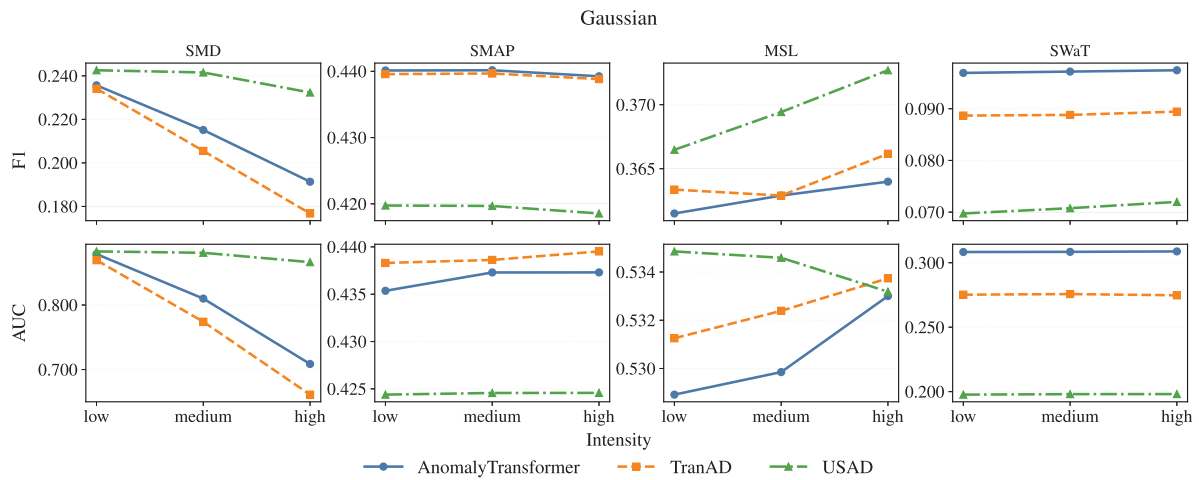 Gaussian
SMD
SMAP
MSL
SWaT
F1
0.240
0.220
0.200
0.180
0.440
0.430
0.420
0.370
0.365
0.090
0.080
0.070
AUC
0.800
0.700
0.440
0.435
0.430
0.425
0.534
0.532
0.530
0.300
0.250
0.200
low medium high
low medium high
low medium high
low medium high
Intensity
AnomalyTransformer TranAD USAD